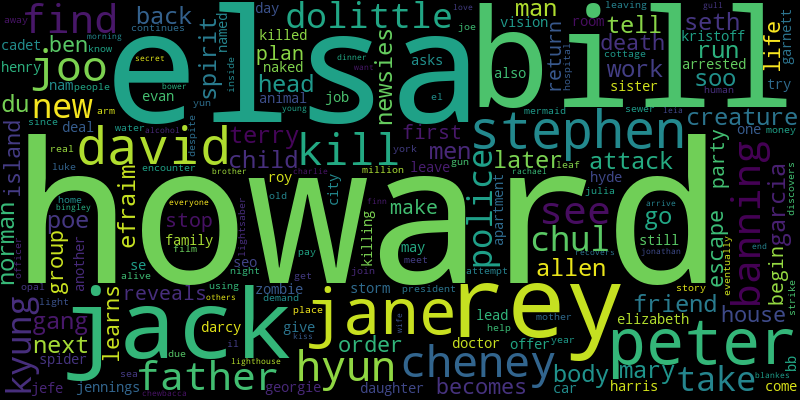 find
back
dolittle
man
seth
cadet
day
continues
away
morning
know
ben
named
secret
evan
killed
plan
naked
asks
tell
vision
death
room
leaving
love
gull
kristoff
garnett
life
joo
elsa
bill
henry
nam
people
spirit
inside
head
job
animal
newsies
also
joe
return
hospital
run
work
cottage
arrested
sister
try
du
new
since
arm
bower
yun
dinner
young
want
el
soo
mermaid
sewer
human
creature
lela
one
money
island
deal
water
alcohol
real
david
terry
child
despite
kill
first
men
later
stephen
attack
party
escape
howard
luke
encounter
brother
roy
charlie
city
million
york
leave
gun
leaf
rachael
police
apartment
see
julia
go
still
banning
garcia
begin
norman
poe
group
home
bingley
efraim
everyone
stop
family
film
lightsaber
old
pay
finn
make
may
meet
killing
chul
allen
arrive
jonathan
friend
house
end
discovers
eventually
officer
another
opal
light
se
alive
reveals
using
others
seo
night
zombie
demand
get
storm
join
president
jane
rey
attempt
recovers
elizabeth
story
strike
bb
blankes
kyung
gang
next
spider
learns
jack
darcy
due
il
lighthouse
place
give
kiss
order
wife
lead
help
doctor
offer
mother
year
peter
mary
take
hyde
jefe
jennings
sea
chewbacca
father
georgie
hyun
daughter
cheney
becomes
body
car
harris
come